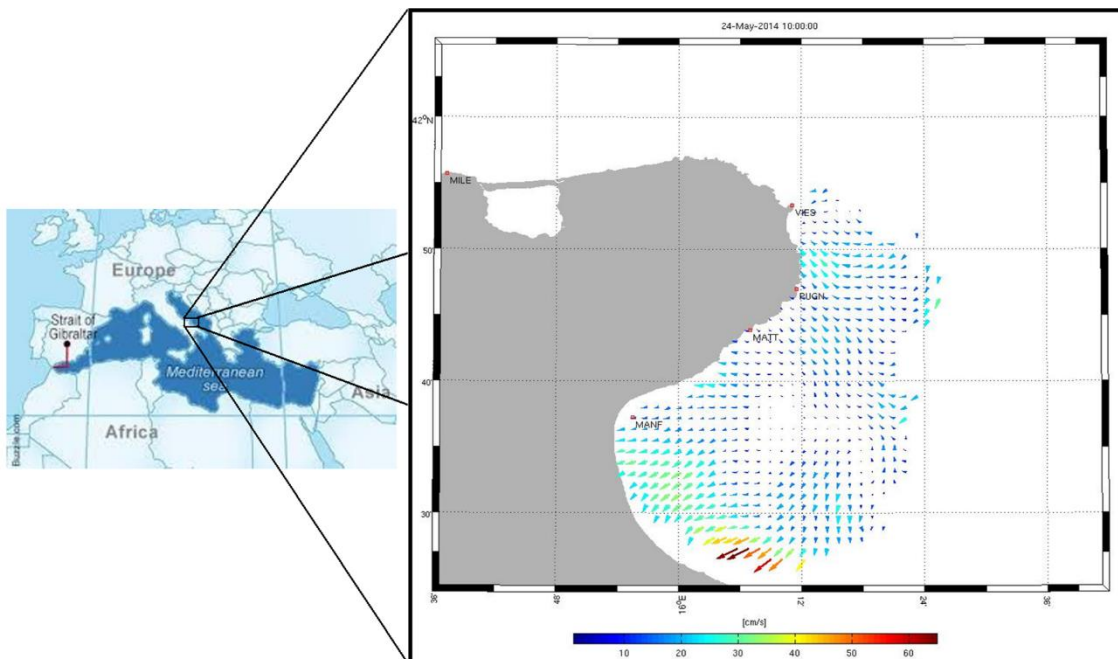 Europe
Strait of
Gibraltar
Mediterranean
sea
Asia
Africa
Buzzle.com
24-May-2014 10:00:00
42°N
50'
40'
30'
MILE
VIES
PUGN
MATT
MANF
36'
48'
16°E
12'
24'
36'
[cm/s]
10 20 30 40 50 60